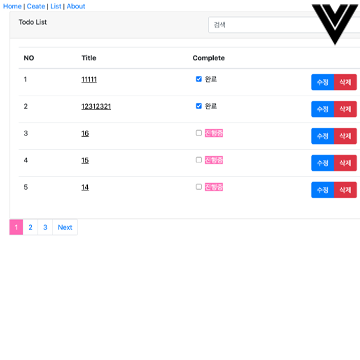 Home | Ceate | List | About
Todo List 검색
NO Title Complete
1 11111 완료 수정 삭제
2 12312321 완료 수정 삭제
3 16 진행중 수정 삭제
4 15 진행중 수정 삭제
5 14 진행중 수정 삭제
1 2 3 Next